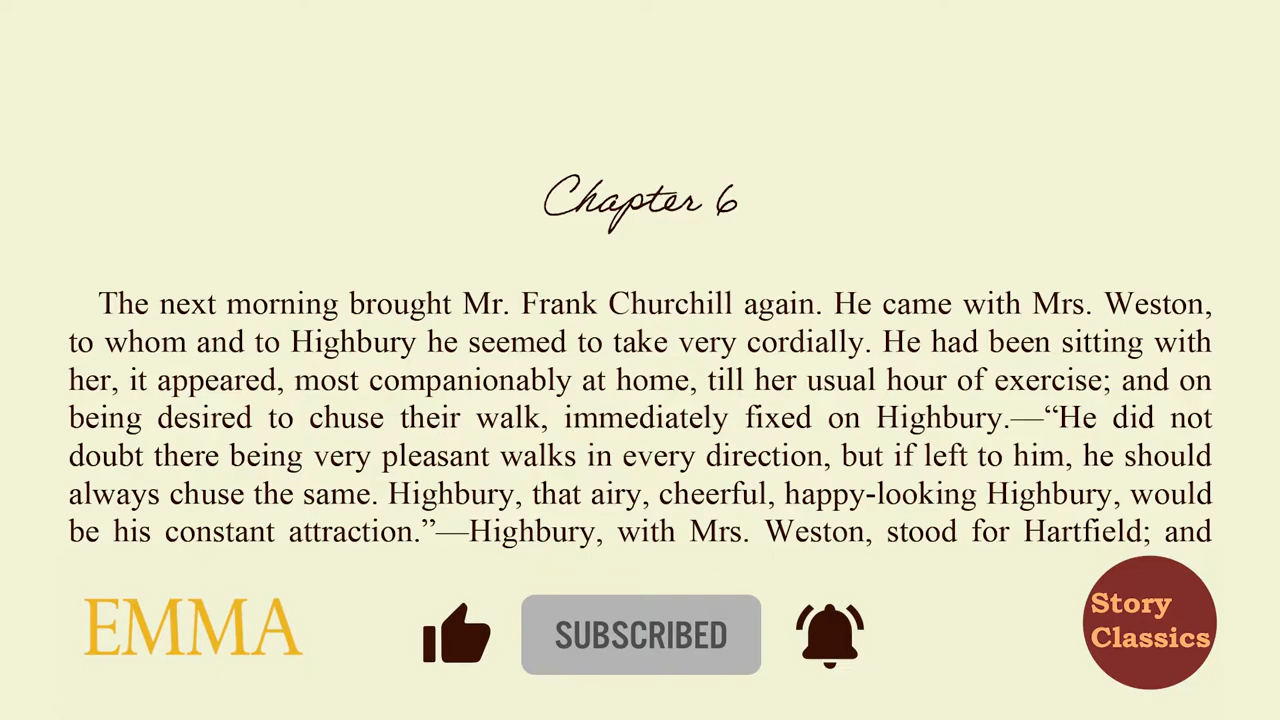 Chapter 6
The next morning brought Mr. Frank Churchill again. He came with Mrs. Weston,
to whom and to Highbury he seemed to take very cordially. He had been sitting with
her, it appeared, most companionably at home, till her usual hour of exercise; and on
being desired to chuse their walk, immediately fixed on Highbury.—“He did not
doubt there being very pleasant walks in every direction, but if left to him, he should
always chuse the same. Highbury, that airy, cheerful, happy-looking Highbury, would
be his constant attraction.”—Highbury, with Mrs. Weston, stood for Hartfield; and
EMMA
SUBSCRIBED
Story
Classics